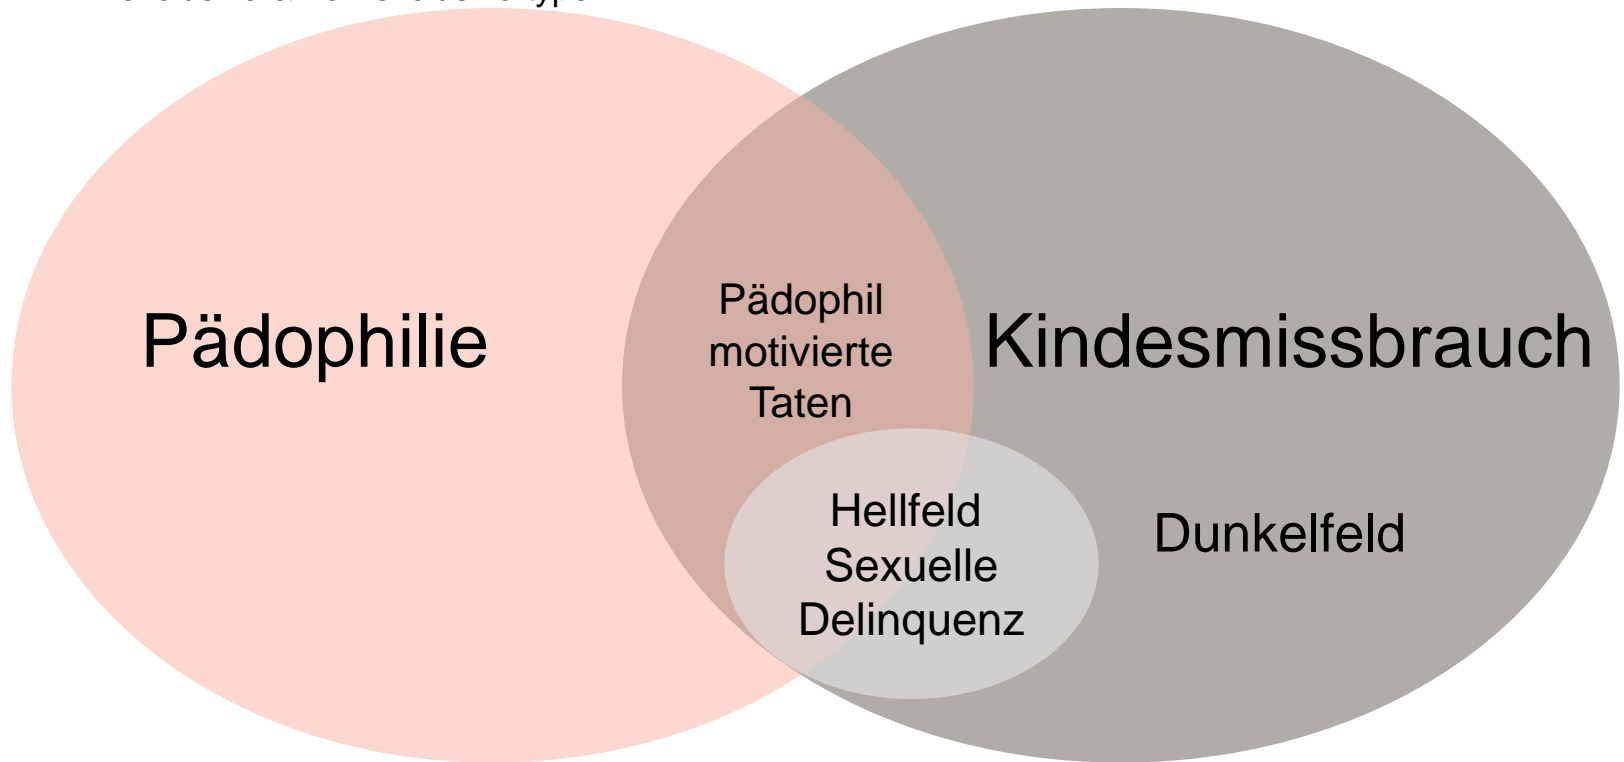 Pädophilie
Pädophil
motivierte
Taten
Kindesmissbrauch
Hellfeld
Sexuelle
Delinquenz
Dunkelfeld